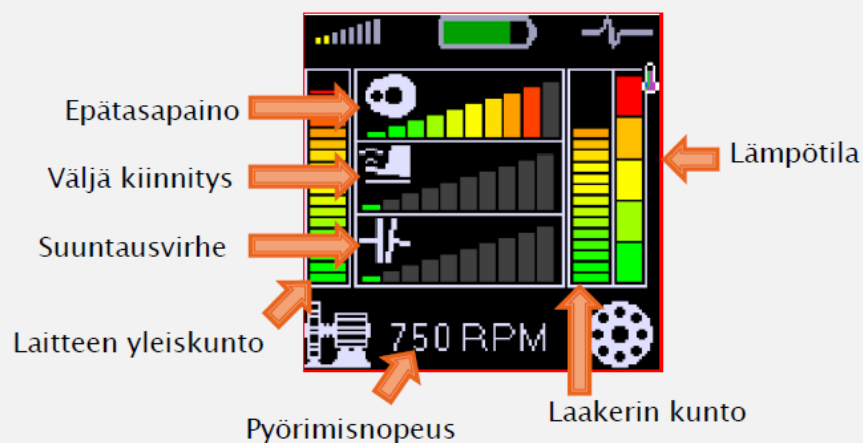 Epätasapaino
Väljä kiinnitys
Suuntausvirhe
Laitteen yleiskunto
Lämpötila
750 RPM
Pyörimisnopeus
Laakerin kunto